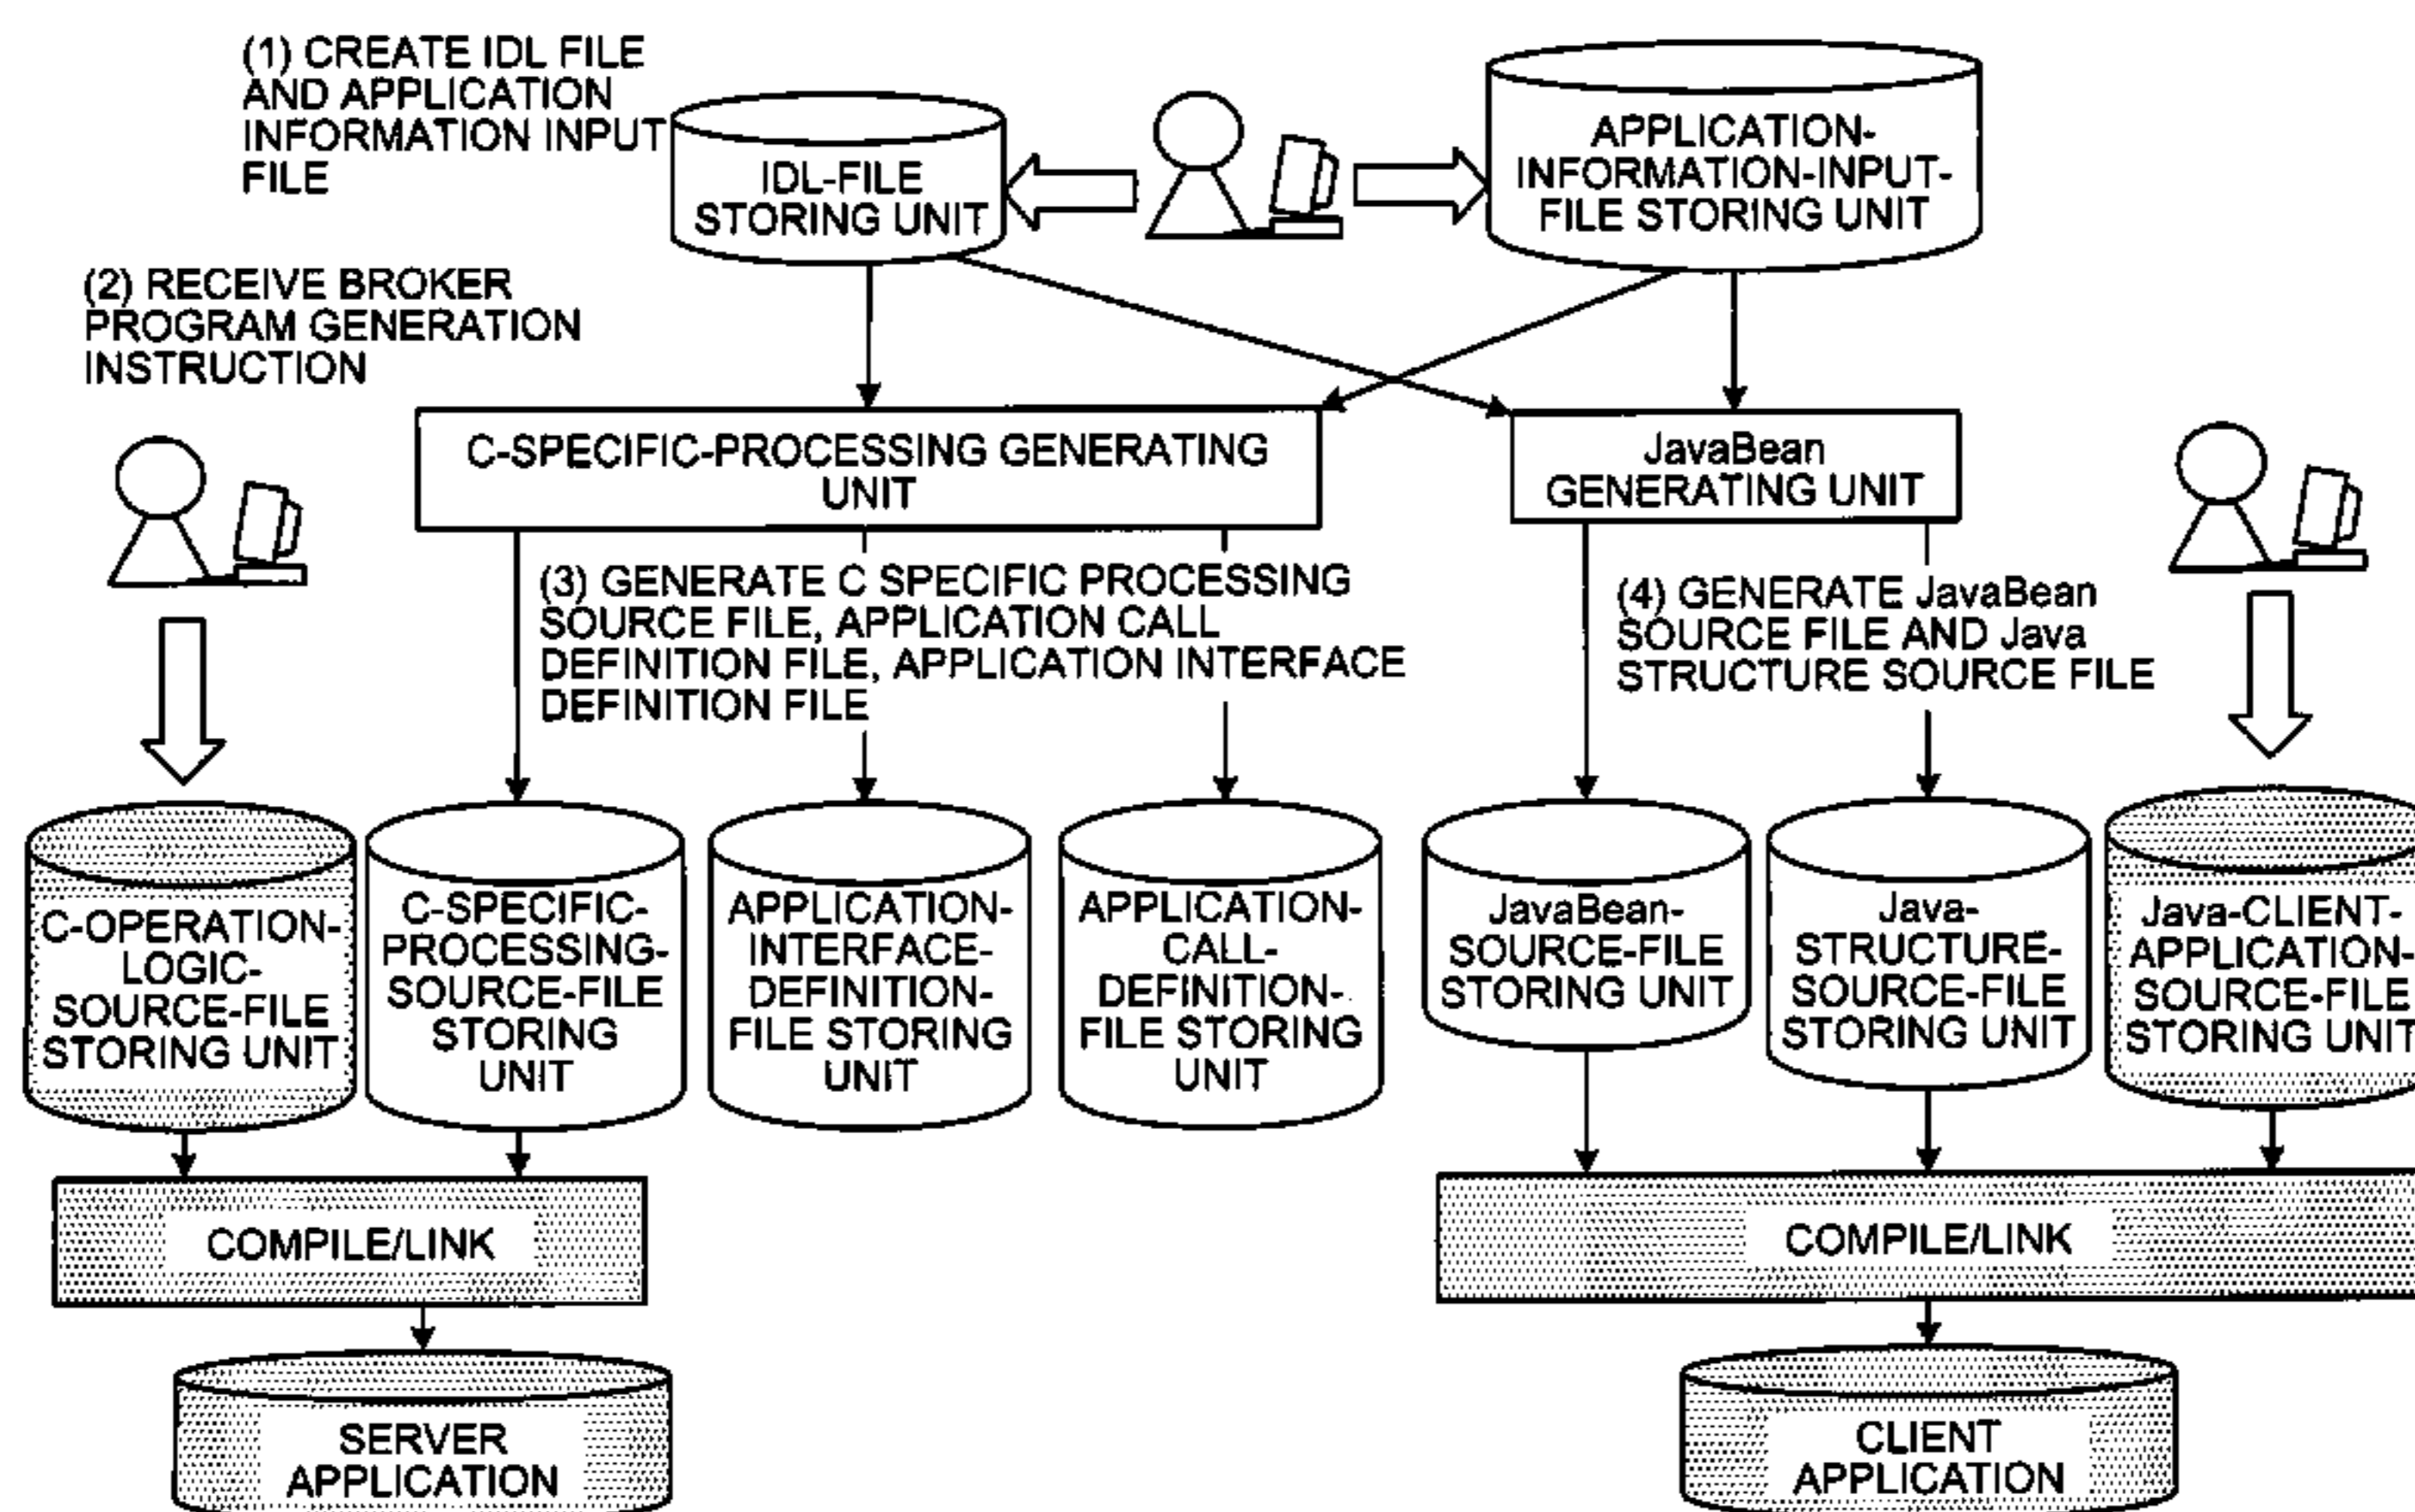 (1) CREATE IDL FILE
AND APPLICATION
INFORMATION INPUT
FILE
IDL-FILE
STORING UNIT
APPLICATION-
INFORMATION-INPUT-
FILE STORING UNIT
(2) RECEIVE BROKER
PROGRAM GENERATION
INSTRUCTION
C-SPECIFIC-PROCESSING GENERATING
UNIT
JavaBean
GENERATING UNIT
(3) GENERATE C SPECIFIC PROCESSING
SOURCE FILE, APPLICATION CALL
DEFINITION FILE, APPLICATION INTERFACE
DEFINITION FILE
(4) GENERATE JavaBean
SOURCE FILE AND Java
STRUCTURE SOURCE FILE
C-OPERATION-
LOGIC-
SOURCE-FILE
STORING UNIT
C-SPECIFIC-
PROCESSING-
SOURCE-FILE
STORING
UNIT
APPLICATION-
INTERFACE-
DEFINITION-
FILE STORING
UNIT
APPLICATION-
CALL-
DEFINITION-
FILE STORING
UNIT
JavaBean-
SOURCE-FILE
STORING UNIT
Java-
STRUCTURE-
SOURCE-FILE
STORING UNIT
Java-CLIENT-
APPLICATION-
SOURCE-FILE
STORING UNIT
COMPILE/LINK
COMPILE/LINK
SERVER
APPLICATION
CLIENT
APPLICATION